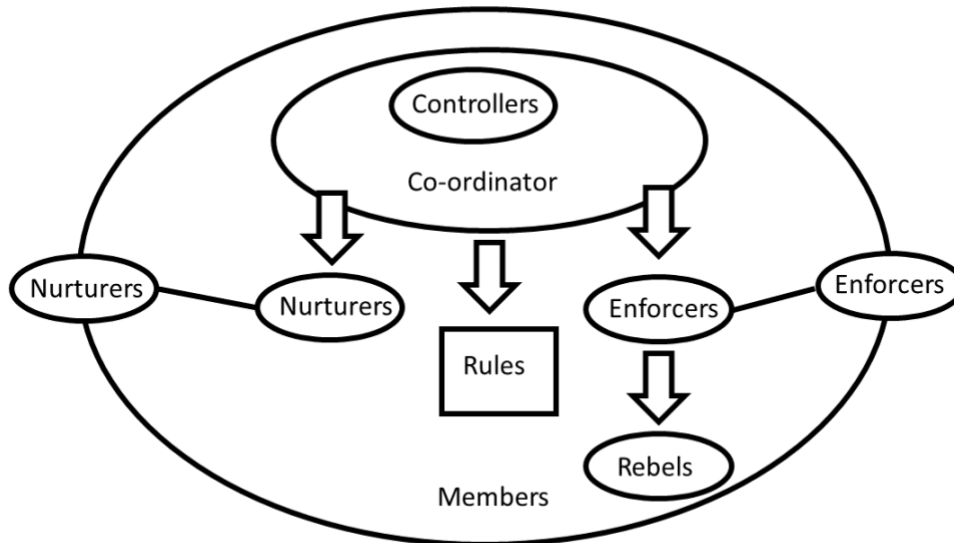 Controllers
Co-ordinator
Nurturers
Nurturers
Enforcers
Enforcers
Rules
Rebels
Members